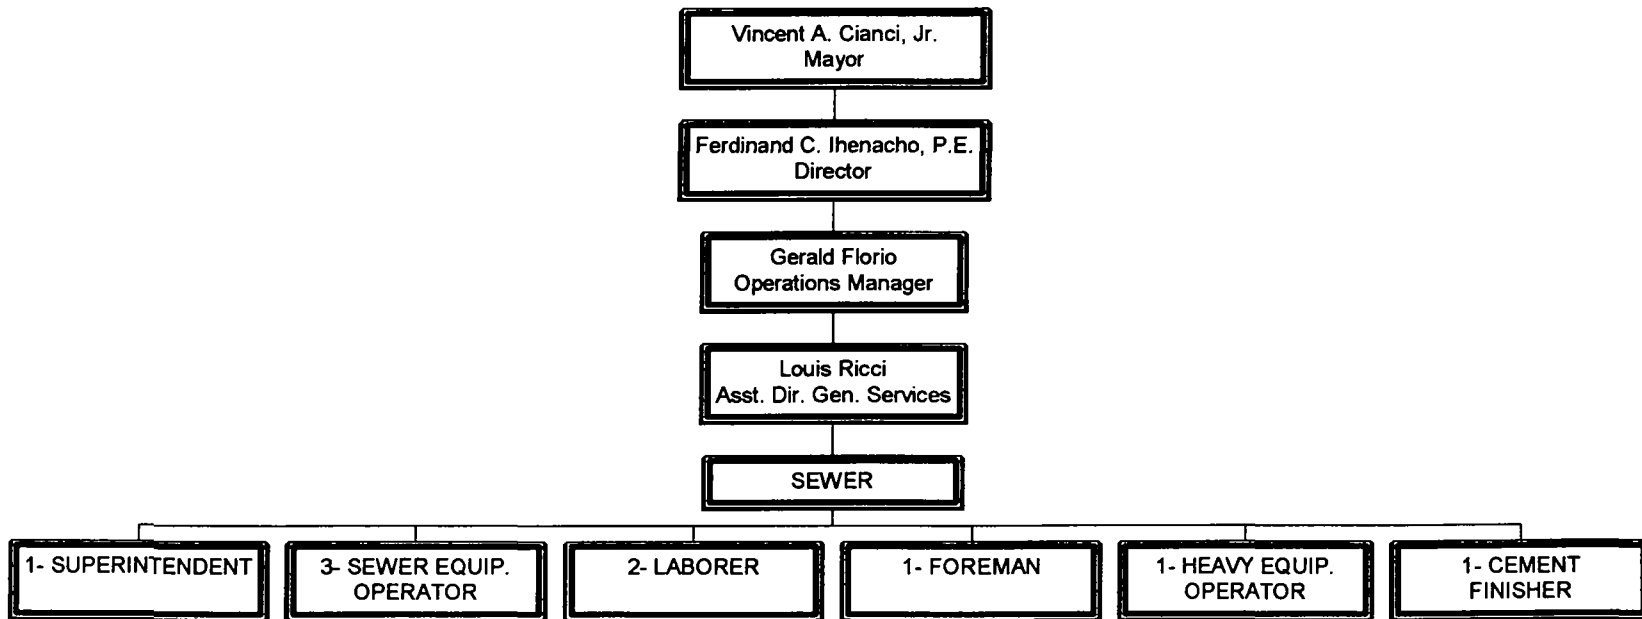 Vincent A. Cianci, Jr.
Mayor
Ferdinand C. Ihenacho, P.E.
Director
Gerald Florio
Operations Manager
Louis Ricci
Asst. Dir. Gen. Services
SEWER
1- SUPERINTENDENT
3- SEWER EQUIP.
OPERATOR
2- LABORER
1- FOREMAN
1- HEAVY EQUIP.
OPERATOR
1- CEMENT
FINISHER